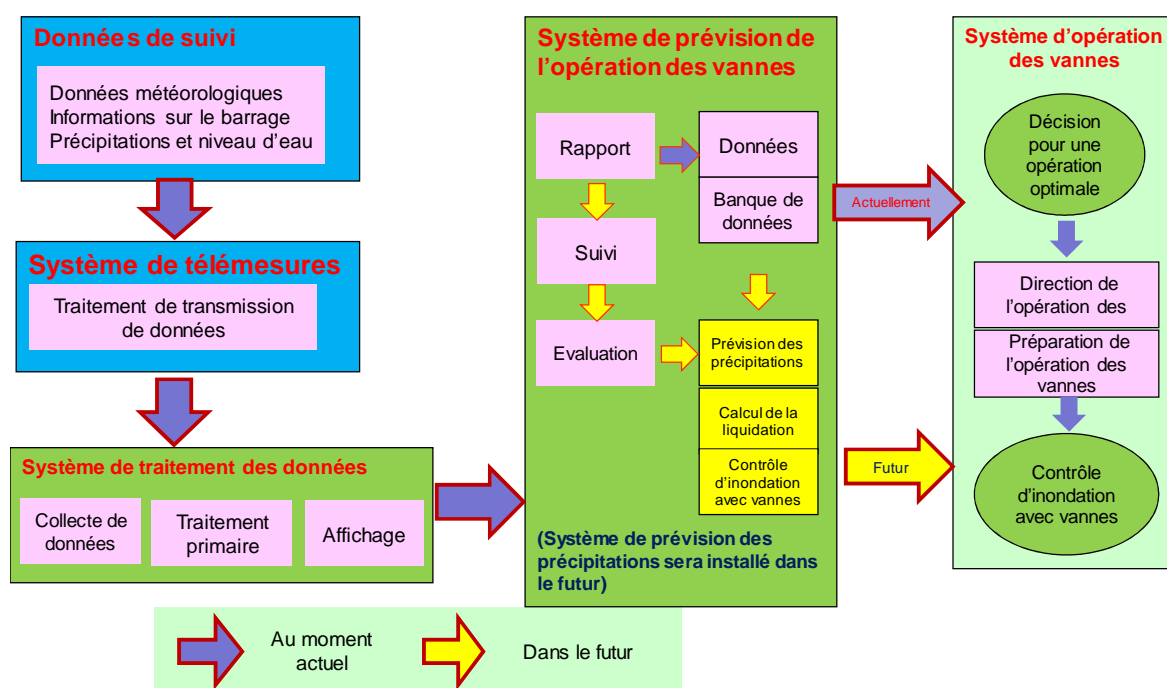 Données de suivi
Données météorologiques
Informations sur le barrage
Précipitations et niveau d'eau
Système de télémesures
Traitement de transmission
de données
Système de traitement des données
Collecte de
données
Traitement
primaire
Affichage
Système de prévision de
l'opération des vannes
Rapport
Données
Banque de
données
Suivi
Evaluation
Prévision des
précipitations
Calcul de la
liquidation
Contrôle
d'inondation
avec vannes
(Système de prévision des
précipitations sera installé dans
le futur)
Actuellement
Futur
Système d'opération
des vannes
Décision
pour une
opération
optimale
Direction de
l'opération des
Préparation de
l'opération des
vannes
Contrôle
d'inondation
avec vannes
Au moment
actuel
Dans le futur